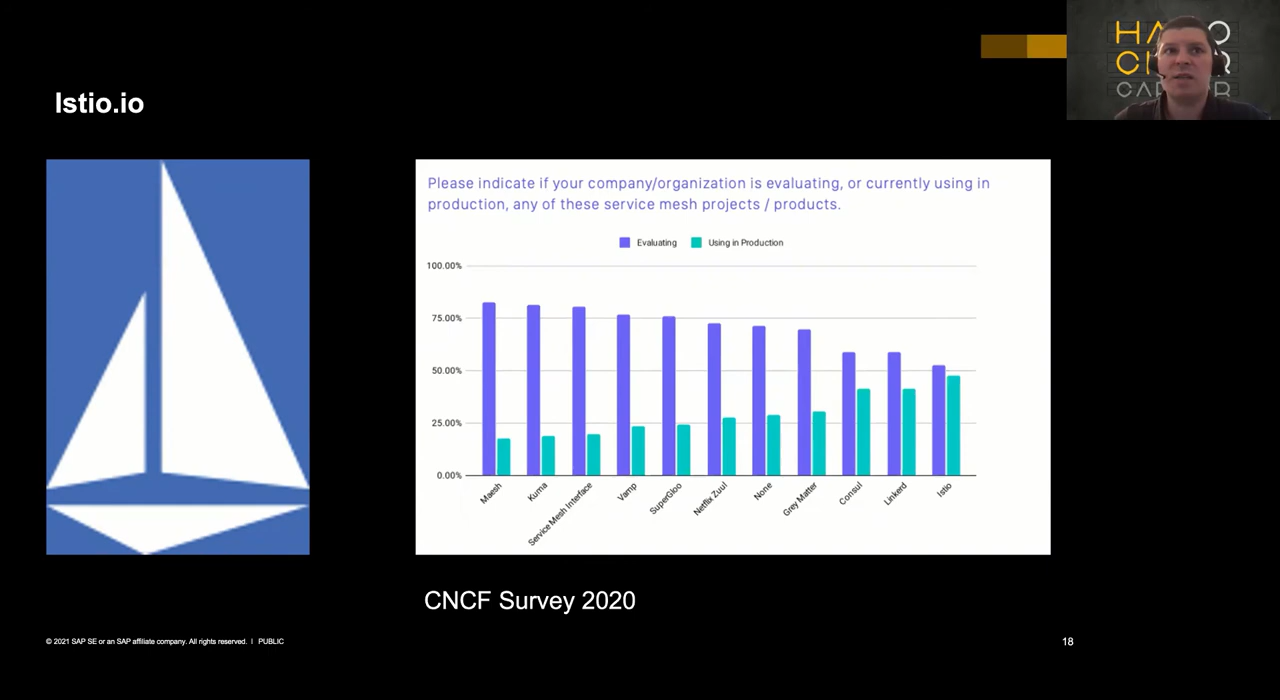 Istio.io
Please indicate if your company/organization is evaluating, or currently using in
production, any of these service mesh projects / products.
Evaluating
Using in Production
100.00%
75.00%
50.00%
25.00%
0.00%
Maesh
Kuma
Service Mesh Interface
Vamp
SuperGloo
Netflix Zuul
None
Grey Matter
Consul
Linkerd
Istio
CNCF Survey 2020
© 2021 SAP SE or an SAP affiliate company. All rights reserved. I PUBLIC
18